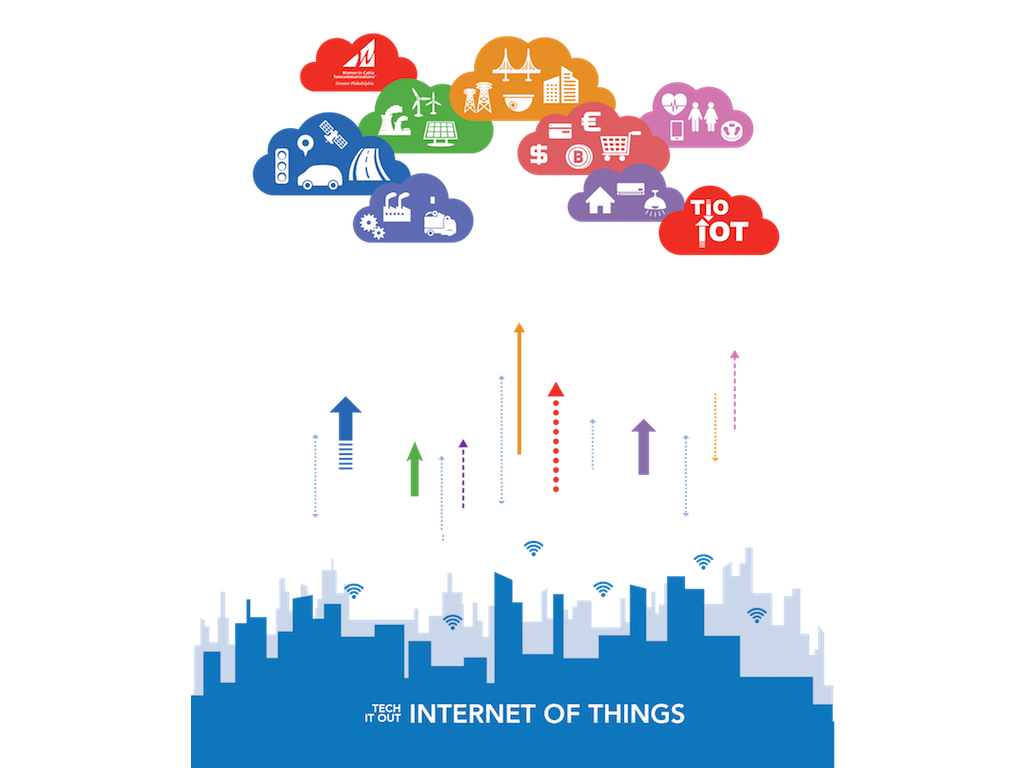 Women in Cable
Telecommunications
Greater Philadelphia
€
$
B
TiO
iOT
TECH
IT OUT
INTERNET OF THINGS